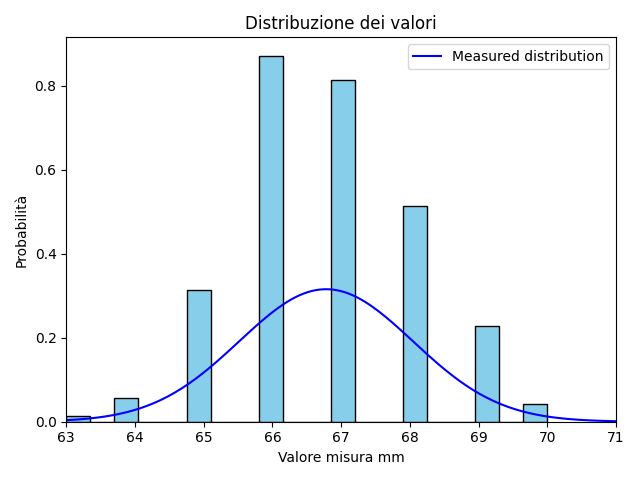 Distribuzione dei valori
Measured distribution
Probabilità
0.8
0.6
0.4
0.2
0.0
63 64 65 66 67 68 69 70 71
Valore misura mm